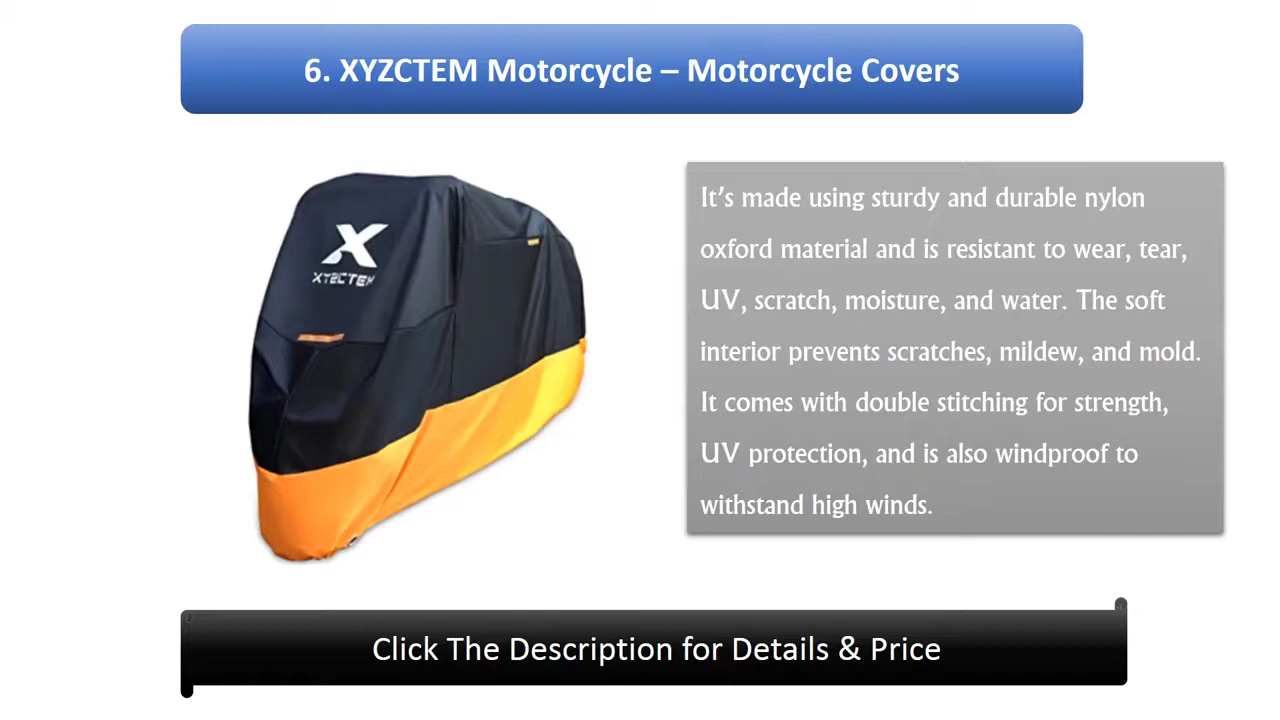 6. XYZCTEM Motorcycle – Motorcycle Covers
X
XYZCTEM
It’s made using sturdy and durable nylon
oxford material and is resistant to wear, tear,
UV, scratch, moisture, and water. The soft
interior prevents scratches, mildew, and mold.
It comes with double stitching for strength,
UV protection, and is also windproof to
withstand high winds.
Click The Description for Details & Price